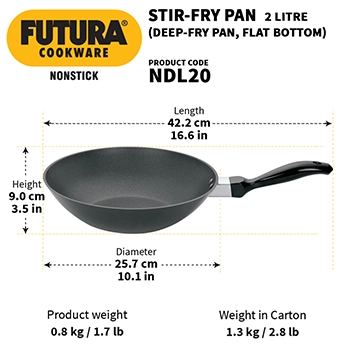 FUTURA
COOKWARE
NONSTICK
STIR-FRY PAN 2 LITRE
(DEEP-FRY PAN, FLAT BOTTOM)
PRODUCT CODE
NDL20
Length
42.2 cm
16.6 in
Height
9.0 cm
3.5 in
Diameter
25.7 cm
10.1 in
Product weight
0.8 kg / 1.7 lb
Weight in Carton
1.3 kg / 2.8 lb